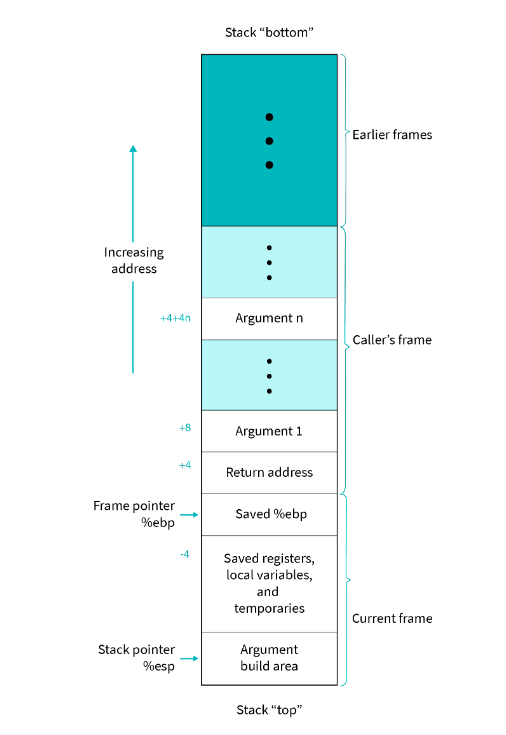 Stack “bottom”
Earlier frames
Increasing
address
+4+4n
Argument n
Caller’s frame
+8
Argument 1
+4
Return address
Frame pointer
%ebp
Saved %ebp
-4
Saved registers,
local variables,
and
temporaries
Current frame
Stack pointer
%esp
Argument
build area
Stack “top”